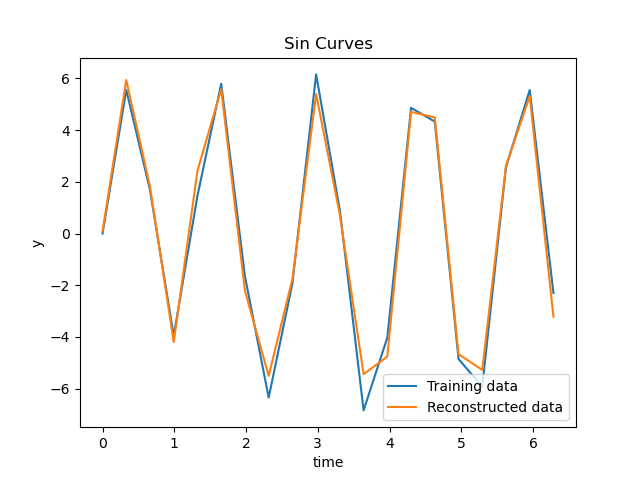 Sin Curves
6
4
2
0
−2
−4
−6
y
0 1 2 3 4 5 6
time
Training data
Reconstructed data